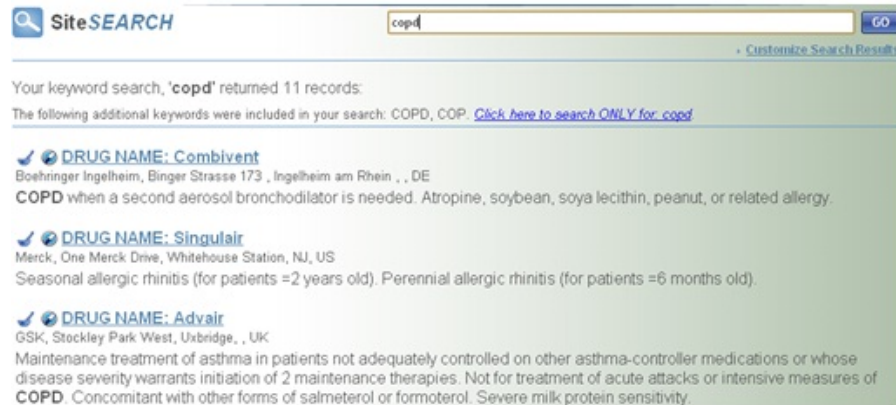 SiteSEARCH
copd
GO
› Customize Search Results
Your keyword search, 'copd' returned 11 records:
The following additional keywords were included in your search: COPD, COP. Click here to search ONLY for: copd.
DRUG NAME: Combivent
Boehringer Ingelheim, Binger Strasse 173 , Ingelheim am Rhein , , DE
COPD when a second aerosol bronchodilator is needed. Atropine, soybean, soya lecithin, peanut, or related allergy.
DRUG NAME: Singulair
Merck, One Merck Drive, Whitehouse Station, NJ, US
Seasonal allergic rhinitis (for patients =2 years old). Perennial allergic rhinitis (for patients =6 months old).
DRUG NAME: Advair
GSK, Stockley Park West, Uxbridge, , UK
Maintenance treatment of asthma in patients not adequately controlled on other asthma-controller medications or whose
disease severity warrants initiation of 2 maintenance therapies. Not for treatment of acute attacks or intensive measures of
COPD. Concomitant with other forms of salmeterol or formoterol. Severe milk protein sensitivity.